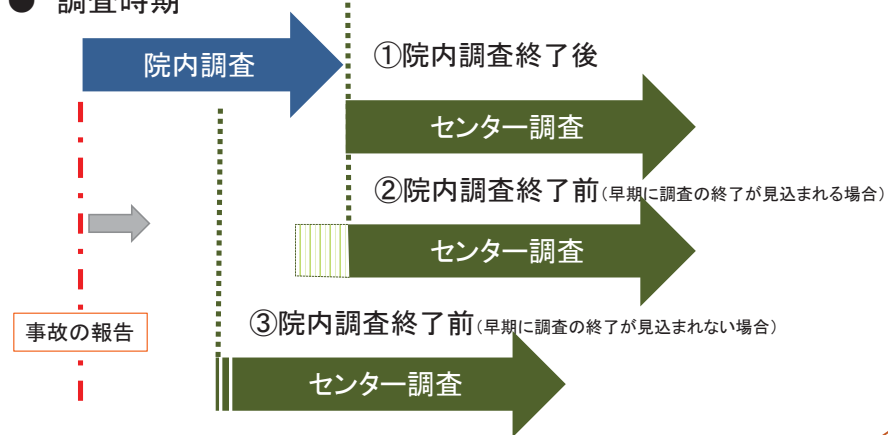 ● 調査時期
院内調査
①院内調査終了後
センター調査
②院内調査終了前(早期に調査の終了が見込まれる場合)
センター調査
事故の報告
③院内調査終了前(早期に調査の終了が見込まれない場合)
センター調査